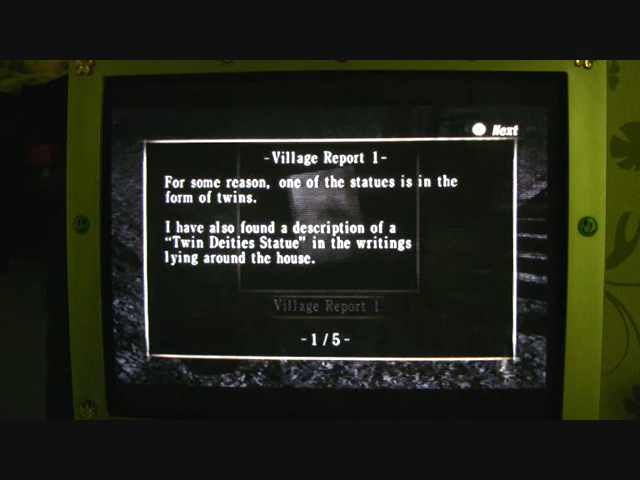 Next
-Village Report 1-
For some reason, one of the statues is in the
form of twins.
I have also found a description of a
"Twin Deities Statue" in the writings
lying around the house.
Village Report 1
-1/5-